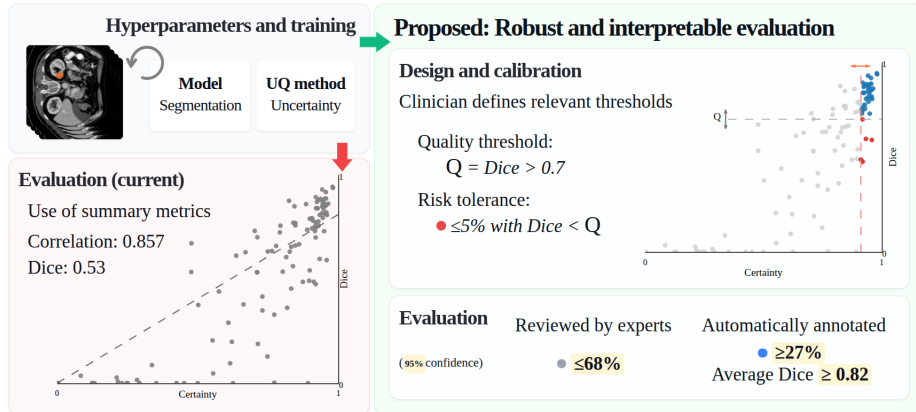 Hyperparameters and training
Model
Segmentation
UQ method
Uncertainty
Evaluation (current)
Use of summary metrics
Correlation: 0.857
Dice: 0.53
1
Dice
0
0
Certainty
1
Proposed: Robust and interpretable evaluation
Design and calibration
Clinician defines relevant thresholds
Quality threshold:
Q = Dice > 0.7
Risk tolerance:
≤5% with Dice < Q
1
Q
Dice
0
0
Certainty
1
Evaluation
(95% confidence)
Reviewed by experts
≤68%
Automatically annotated
≥27%
Average Dice ≥ 0.82